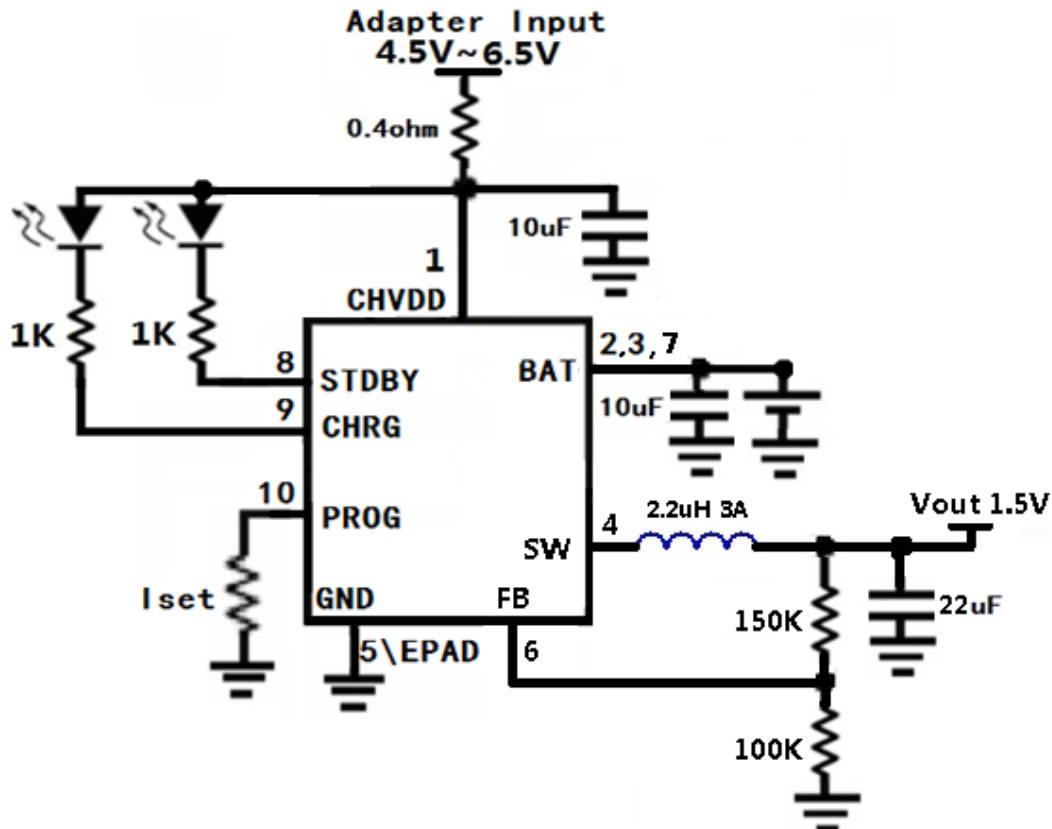 Adapter Input
4.5V~6.5V
0.4ohm
10uF
1
CHVDD
1K
1K
8
STDBY
9
CHRG
10
PROG
Iset
GND
5\EPAD
BAT
2,3,7
10uF
SW
4
2.2uH 3A
Vout 1.5V
FB
6
150K
22uF
100K